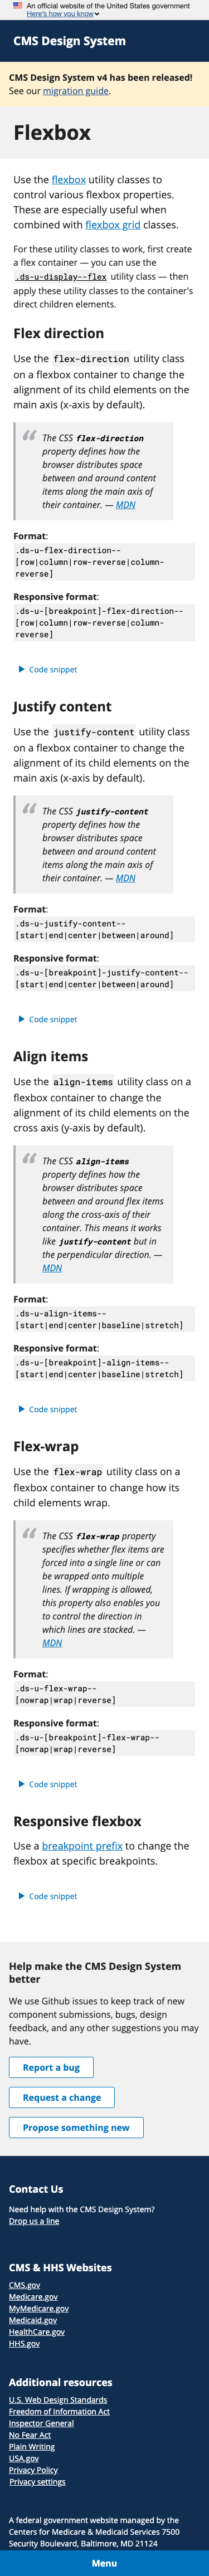 An official website of the United States government
Here's how you know
CMS Design System
CMS Design System v4 has been released!
See our migration guide.
Flexbox
Use the flexbox utility classes to
control various flexbox properties.
These are especially useful when
combined with flexbox grid classes.
For these utility classes to work, first create
a flex container — you can use the
.ds-u-display--flex utility class — then
apply these utility classes to the container's
direct children elements.
Flex direction
Use the flex-direction utility class
on a flexbox container to change the
alignment of its child elements on the
main axis (x-axis by default).
The CSS flex-direction
property defines how the
browser distributes space
between and around content
items along the main axis of
their container. — MDN
Format:
.ds-u-flex-direction--
[row|column|row-reverse|column-
reverse]
Responsive format:
.ds-u-[breakpoint]-flex-direction--
[row|column|row-reverse|column-
reverse]
Code snippet
Justify content
Use the justify-content utility class
on a flexbox container to change the
alignment of its child elements on the
main axis (x-axis by default).
The CSS justify-content
property defines how the
browser distributes space
between and around content
items along the main axis of
their container. — MDN
Format:
.ds-u-justify-content--
[start|end|center|between|around]
Responsive format:
.ds-u-[breakpoint]-justify-content--
[start|end|center|between|around]
Code snippet
Align items
Use the align-items utility class on a
flexbox container to change the
alignment of its child elements on the
cross axis (y-axis by default).
The CSS align-items
property defines how the
browser distributes space
between and around flex items
along the cross-axis of their
container. This means it works
like justify-content but in
the perpendicular direction. —
MDN
Format:
.ds-u-align-items--
[start|end|center|baseline|stretch]
Responsive format:
.ds-u-[breakpoint]-align-items--
[start|end|center|baseline|stretch]
Code snippet
Flex-wrap
Use the flex-wrap utility class on a
flexbox container to change how its
child elements wrap.
The CSS flex-wrap property
specifies whether flex items are
forced into a single line or can
be wrapped onto multiple
lines. If wrapping is allowed,
this property also enables you
to control the direction in
which lines are stacked. —
MDN
Format:
.ds-u-flex-wrap--
[nowrap|wrap|reverse]
Responsive format:
.ds-u-[breakpoint]-flex-wrap--
[nowrap|wrap|reverse]
Code snippet
Responsive flexbox
Use a breakpoint prefix to change the
flexbox at specific breakpoints.
Code snippet
Help make the CMS Design System
better
We use Github issues to keep track of new
component submissions, bugs, design
feedback, and any other suggestions you may
have.
Report a bug
Request a change
Propose something new
Contact Us
Need help with the CMS Design System?
Drop us a line
CMS & HHS Websites
CMS.gov
Medicare.gov
MyMedicare.gov
Medicaid.gov
HealthCare.gov
HHS.gov
Additional resources
U.S. Web Design Standards
Freedom of Information Act
Inspector General
No Fear Act
Plain Writing
USA.gov
Privacy Policy
Privacy settings
A federal government website managed by the
Centers for Medicare & Medicaid Services 7500
Security Boulevard, Baltimore, MD 21124
Menu